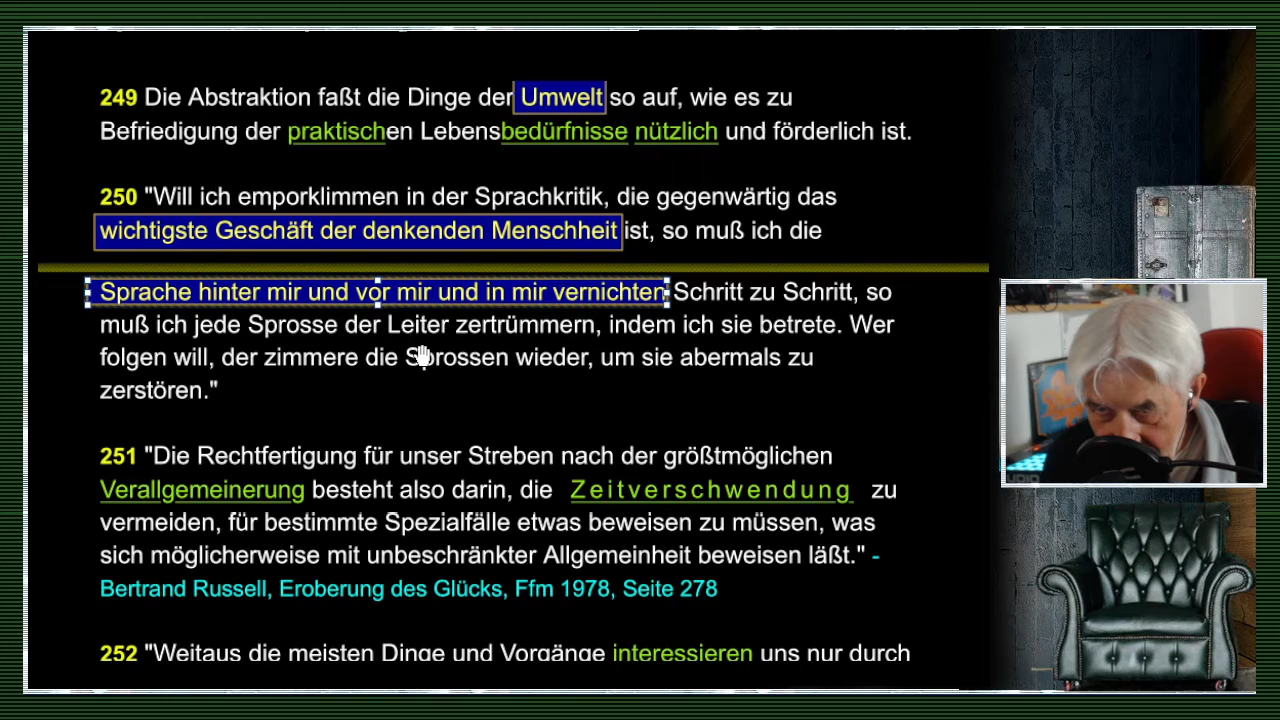 249 Die Abstraktion faßt die Dinge der Umwelt so auf, wie es zu
Befriedigung der praktischen Lebensbedürfnisse nützlich und förderlich ist.
250 "Will ich emporklimmen in der Sprachkritik, die gegenwärtig das
wichtigste Geschäft der denkenden Menschheit ist, so muß ich die
Sprache hinter mir und vor mir und in mir vernichten Schritt zu Schritt, so
muß ich jede Sprosse der Leiter zertrümmern, indem ich sie betrete. Wer
folgen will, der zimmere die Sprossen wieder, um sie abermals zu
zerstören."
251 "Die Rechtfertigung für unser Streben nach der größtmöglichen
Verallgemeinerung besteht also darin, die Zeitverschwendung zu
vermeiden, für bestimmte Spezialfälle etwas beweisen zu müssen, was
sich möglicherweise mit unbeschränkter Allgemeinheit beweisen läßt." -
Bertrand Russell, Eroberung des Glücks, Ffm 1978, Seite 278
252 "Weitaus die meisten Dinge und Vorgänge interessieren uns nur durch